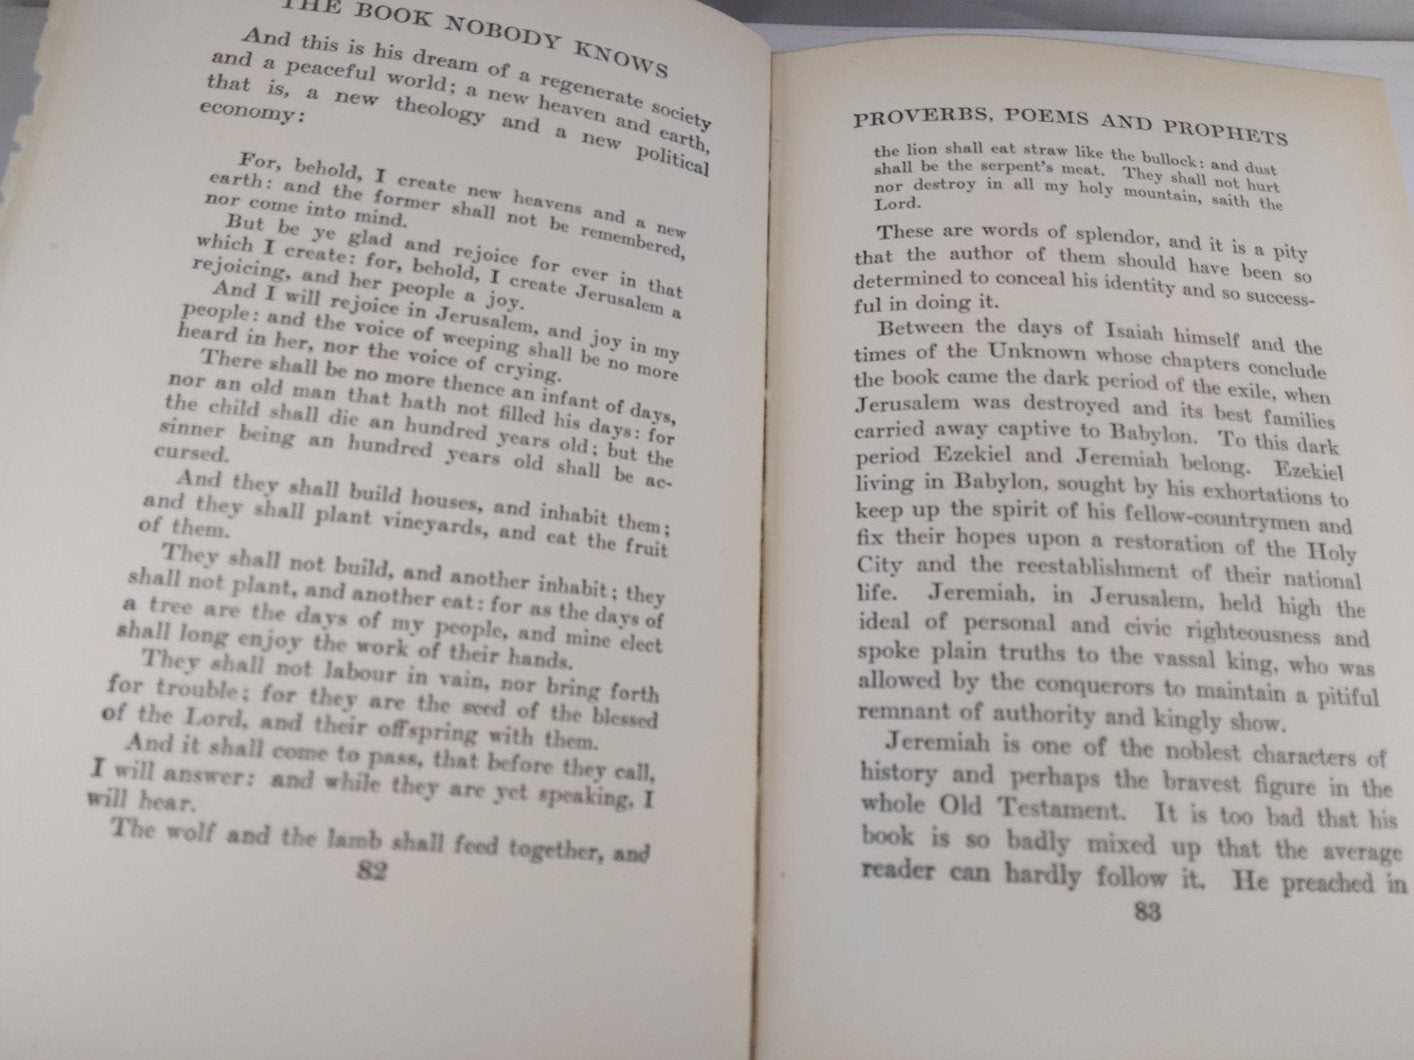 THE BOOK NOBODY KNOWS
And this is his dream of a regenerate society
and a peaceful world; a new heaven and earth,
that is, a new theology and a new political
economy:
For, behold, I create new heavens and a new
earth: and the former shall not be remembered,
nor come into mind.
But be ye glad and rejoice for ever in that
which I create: for, behold, I create Jerusalem a
rejoicing, and her people a joy.
And I will rejoice in Jerusalem, and joy in my
people: and the voice of weeping shall be no more
heard in her, nor the voice of crying.
There shall be no more thence an infant of days,
nor an old man that hath not filled his days: for
the child shall die an hundred years old; but the
sinner being an hundred years old shall be ac-
cursed.
And they shall build houses, and inhabit them;
and they shall plant vineyards, and eat the fruit
of them.
They shall not build, and another inhabit; they
shall not plant, and another eat: for as the days of
a tree are the days of my people, and mine elect
shall long enjoy the work of their hands.
They shall not labour in vain, nor bring forth
for trouble; for they are the seed of the blessed
of the Lord, and their offspring with them.
And it shall come to pass, that before they call,
I will answer: and while they are yet speaking, I
will hear.
The wolf and the lamb shall feed together, and
82
PROVERBS, POEMS AND PROPHETS
the lion shall eat straw like the bullock: and dust
shall be the serpent's meat. They shall not hurt
nor destroy in all my holy mountain, saith the
Lord.
These are words of splendor, and it is a pity
that the author of them should have been so
determined to conceal his identity and so success-
ful in doing it.
Between the days of Isaiah himself and the
times of the Unknown whose chapters conclude
the book came the dark period of the exile, when
Jerusalem was destroyed and its best families
carried away captive to Babylon. To this dark
period Ezekiel and Jeremiah belong. Ezekiel
living in Babylon, sought by his exhortations to
keep up the spirit of his fellow-countrymen and
fix their hopes upon a restoration of the Holy
City and the reestablishment of their national
life. Jeremiah, in Jerusalem, held high the
ideal of personal and civic righteousness and
spoke plain truths to the vassal king, who was
allowed by the conquerors to maintain a pitiful
remnant of authority and kingly show.
Jeremiah is one of the noblest characters of
history and perhaps the bravest figure in the
whole Old Testament. It is too bad that his
book is so badly mixed up that the average
reader can hardly follow it. He preached in
83